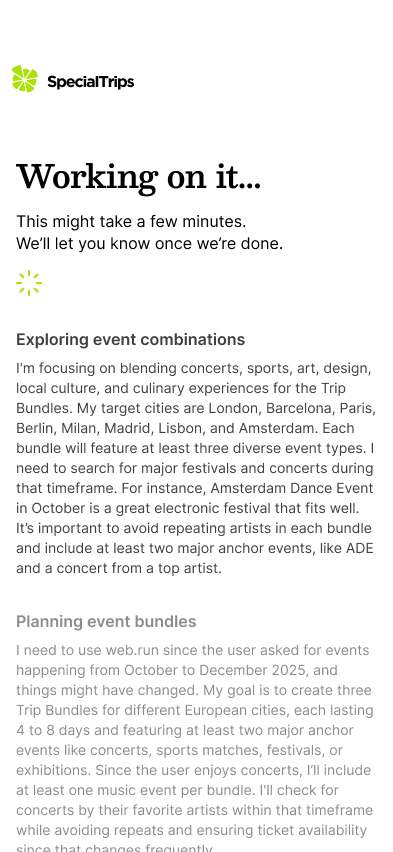 SpecialTrips
Working on it...
This might take a few minutes.
We’ll let you know once we’re done.
Exploring event combinations
I'm focusing on blending concerts, sports, art, design,
local culture, and culinary experiences for the Trip
Bundles. My target cities are London, Barcelona, Paris,
Berlin, Milan, Madrid, Lisbon, and Amsterdam. Each
bundle will feature at least three diverse event types. I
need to search for major festivals and concerts during
that timeframe. For instance, Amsterdam Dance Event
in October is a great electronic festival that fits well.
It’s important to avoid repeating artists in each bundle
and include at least two major anchor events, like ADE
and a concert from a top artist.
Planning event bundles
I need to use web.run since the user asked for events
happening from October to December 2025, and
things might have changed. My goal is to create three
Trip Bundles for different European cities, each lasting
4 to 8 days and featuring at least two major anchor
events like concerts, sports matches, festivals, or
exhibitions. Since the user enjoys concerts, I’ll include
at least one music event per bundle. I'll check for
concerts by their favorite artists within that timeframe
while avoiding repeats and ensuring ticket availability
since that changes frequently.